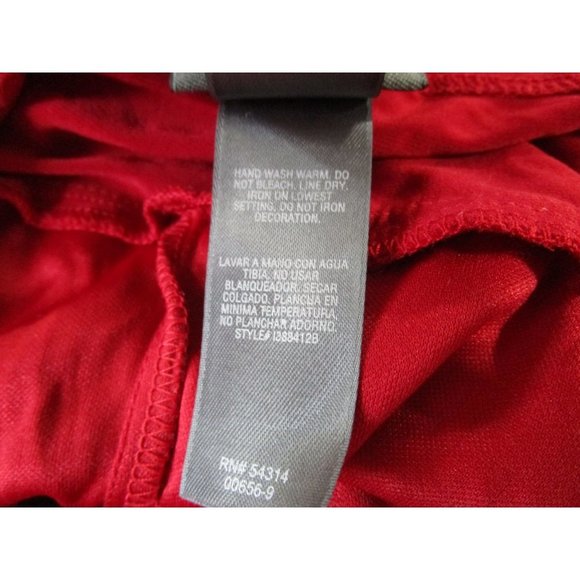 HAND WASH WARM. DO
NOT BLEACH. LINE DRY.
IRON ON LOWEST
SETTING. DO NOT IRON
DECORATION.
LAVAR A MANO CON AGUA
TIBIA. NO USAR
BLANQUEADOR. SECAR
COLGADO. PLANCHA EN
MINIMA TEMPERATURA.
NO PLANCHAR ADORNO.
STYLE# I383412B
RN# 54314
00656-9